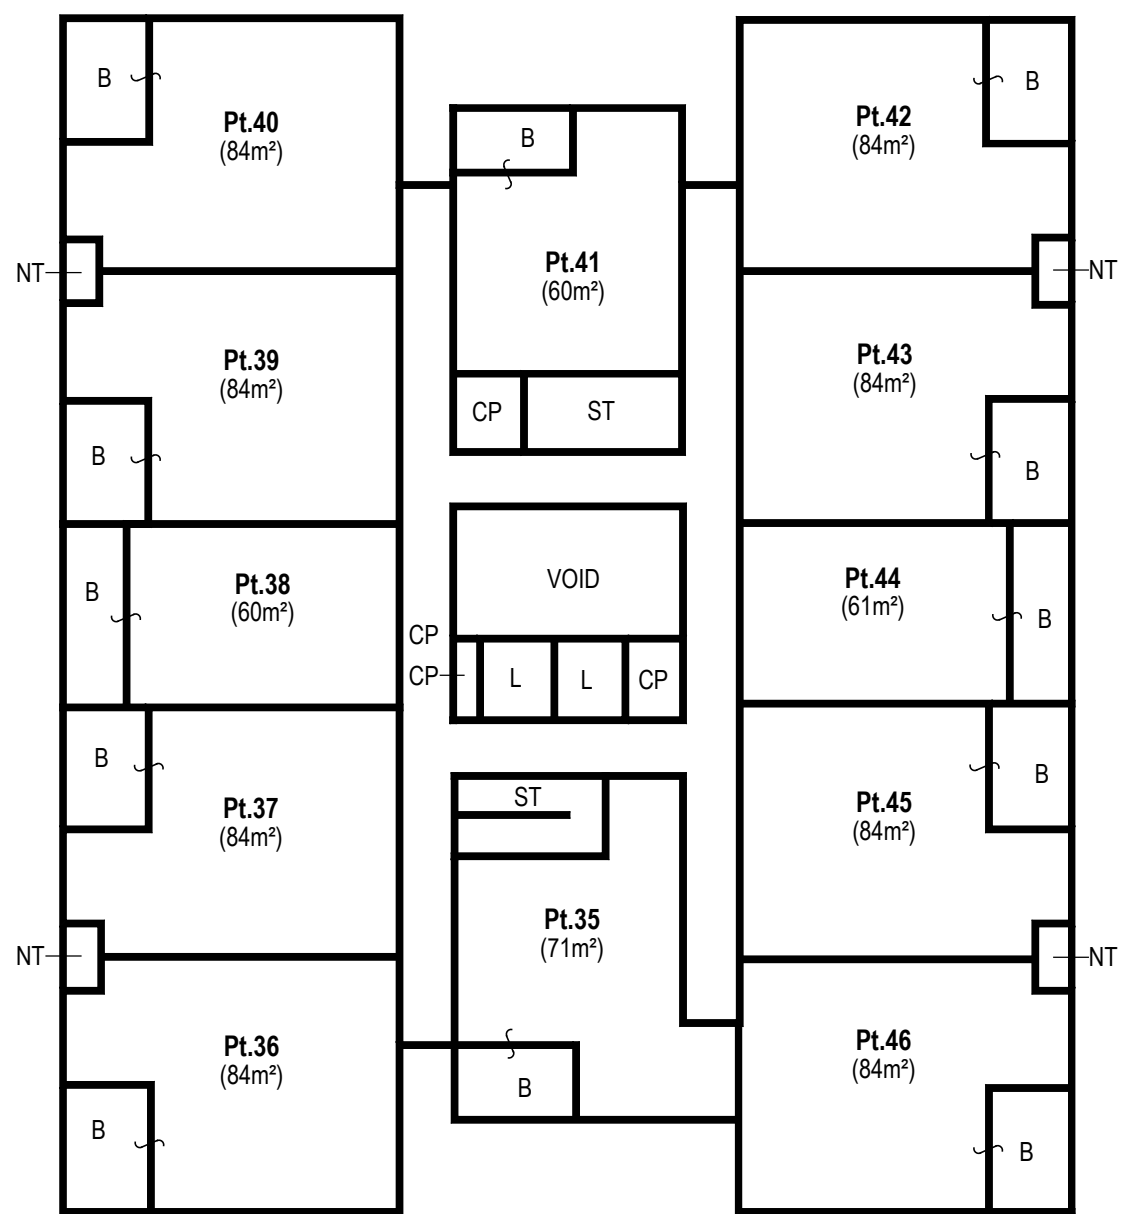 B
Pt.40
(84m²)
NT
Pt.39
(84m²)
B
B
Pt.38
(60m²)
B
Pt.37
(84m²)
NT
Pt.36
(84m²)
B
B
Pt.41
(60m²)
CP
ST
VOID
CP
CP
L
L
CP
ST
Pt.35
(71m²)
B
Pt.42
(84m²)
B
NT
Pt.43
(84m²)
B
Pt.44
(61m²)
B
Pt.45
(84m²)
B
NT
Pt.46
(84m²)
B